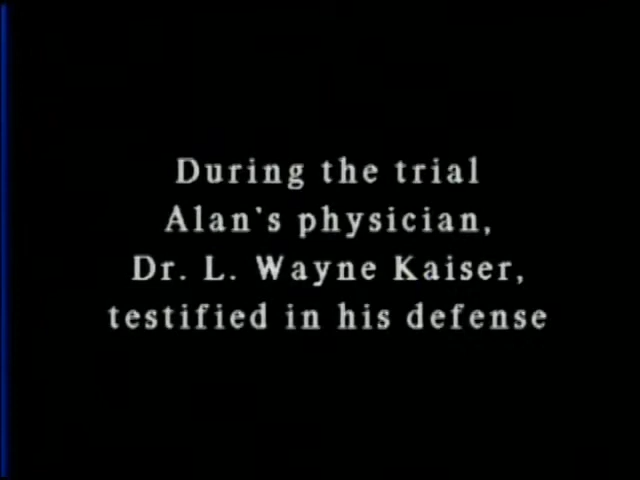 During the trial
Alan's physician,
Dr. L. Wayne Kaiser,
testified in his defense